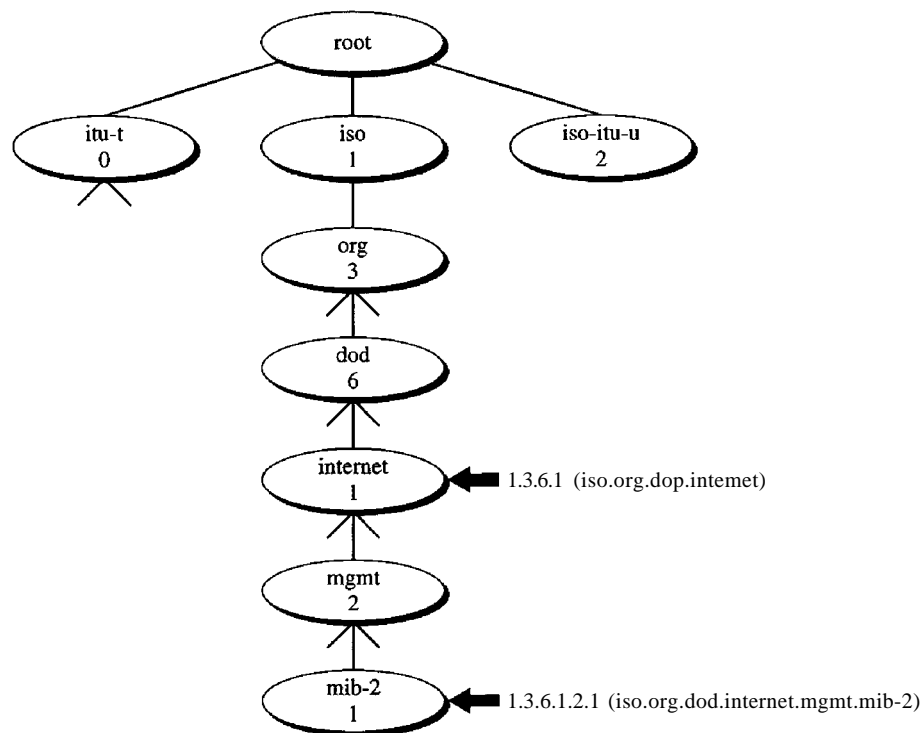 root
itu-t
0
iso
1
iso-itu-u
2
org
3
dod
6
internet
1
1.3.6.1 (iso.org.dop.intemet)
mgmt
2
mib-2
1
1.3.6.1.2.1 (iso.org.dod.internet.mgmt.mib-2)